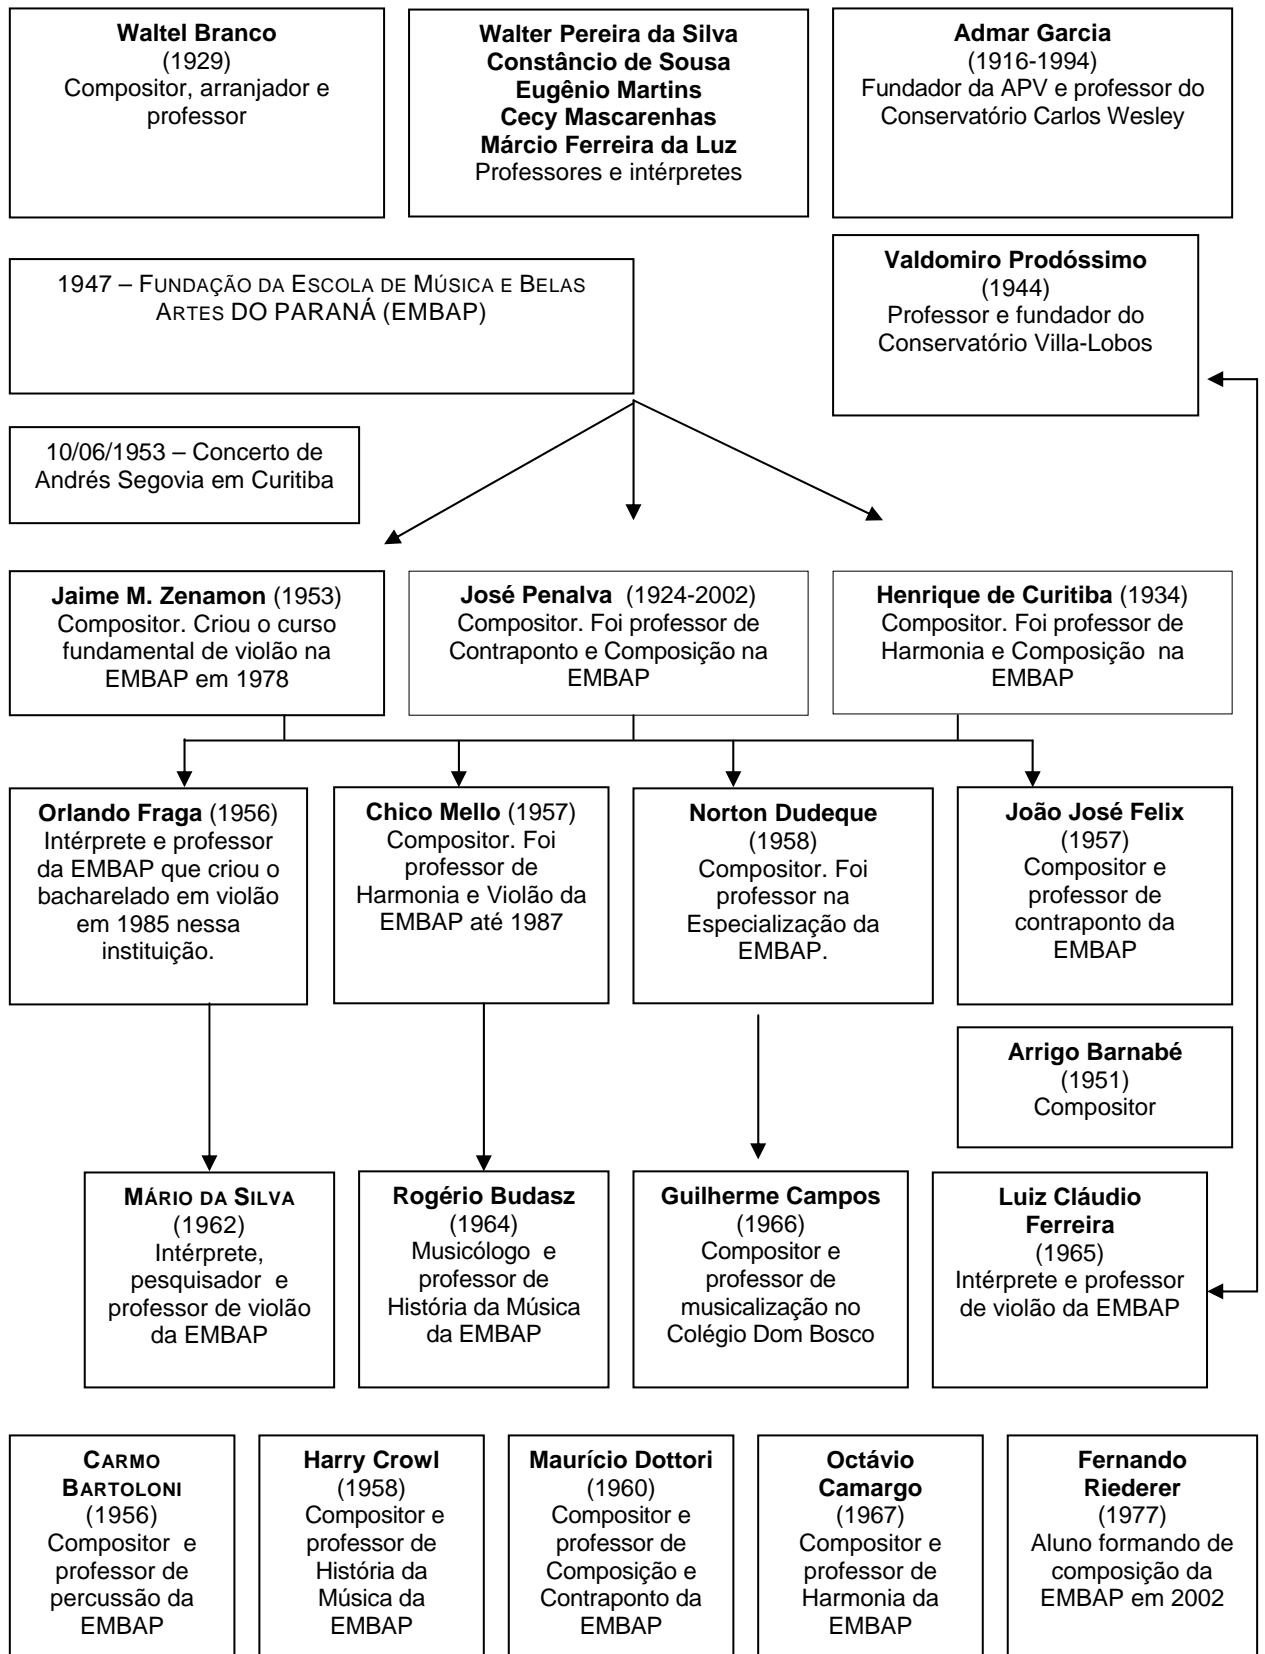 Waltel Branco
(1929)
Compositor, arranjador e
professor
Walter Pereira da Silva
Constâncio de Sousa
Eugênio Martins
Cecy Mascarenhas
Márcio Ferreira da Luz
Professores e intérpretes
Admar Garcia
(1916-1994)
Fundador da APV e professor do
Conservatório Carlos Wesley
1947 – FUNDAÇÃO DA ESCOLA DE MÚSICA E BELAS
ARTES DO PARANÁ (EMBAP)
Valdomiro Prodóssimo
(1944)
Professor e fundador do
Conservatório Villa-Lobos
10/06/1953 – Concerto de
Andrés Segovia em Curitiba
Jaime M. Zenamon (1953)
Compositor. Criou o curso
fundamental de violão na
EMBAP em 1978
José Penalva (1924-2002)
Compositor. Foi professor de
Contraponto e Composição na
EMBAP
Henrique de Curitiba (1934)
Compositor. Foi professor de
Harmonia e Composição na
EMBAP
Orlando Fraga (1956)
Intérprete e professor
da EMBAP que criou o
bacharelado em violão
em 1985 nessa
instituição.
Chico Mello (1957)
Compositor. Foi
professor de
Harmonia e Violão da
EMBAP até 1987
Norton Dudeque
(1958)
Compositor. Foi
professor na
Especialização da
EMBAP.
João José Felix
(1957)
Compositor e
professor de
contraponto da
EMBAP
Arrigo Barnabé
(1951)
Compositor
MÁRIO DA SILVA
(1962)
Intérprete,
pesquisador e
professor de violão
da EMBAP
Rogério Budasz
(1964)
Musicólogo e
professor de
História da Música
da EMBAP
Guilherme Campos
(1966)
Compositor e
professor de
musicalização no
Colégio Dom Bosco
Luiz Cláudio
Ferreira
(1965)
Intérprete e professor
de violão da EMBAP
CARMO
BARTOLONI
(1956)
Compositor e
professor de
percussão da
EMBAP
Harry Crowl
(1958)
Compositor e
professor de
História da
Música da
EMBAP
Maurício Dottori
(1960)
Compositor e
professor de
Composição e
Contraponto da
EMBAP
Octávio
Camargo
(1967)
Compositor e
professor de
Harmonia da
EMBAP
Fernando
Riederer
(1977)
Aluno formando de
composição da
EMBAP em 2002